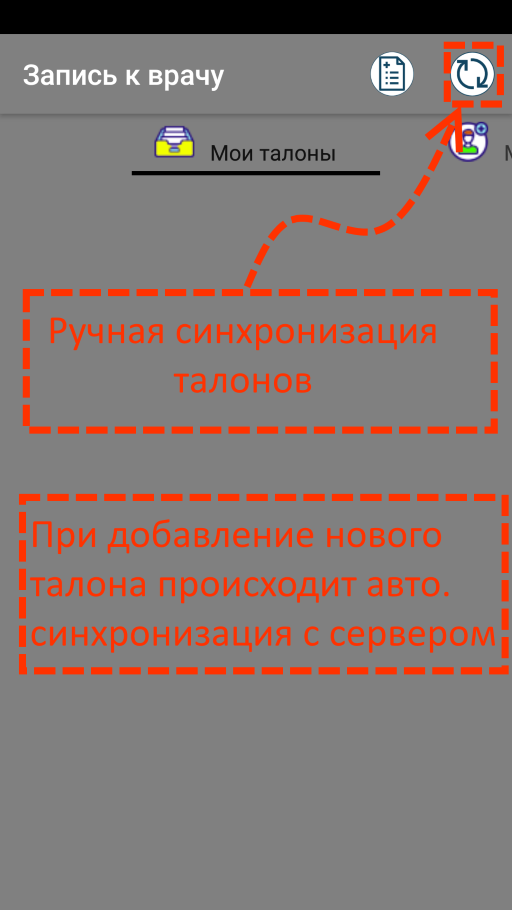 Запись к врачу
Мои талоны
Ручная синхронизация
талонов
При добавление нового
талона происходит авто.
синхронизация с сервером